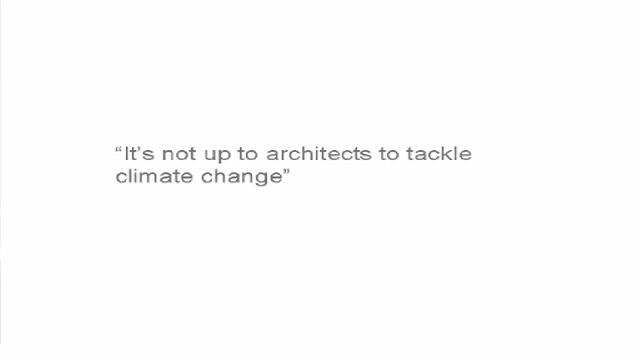 “It’s not up to architects to tackle
climate change”